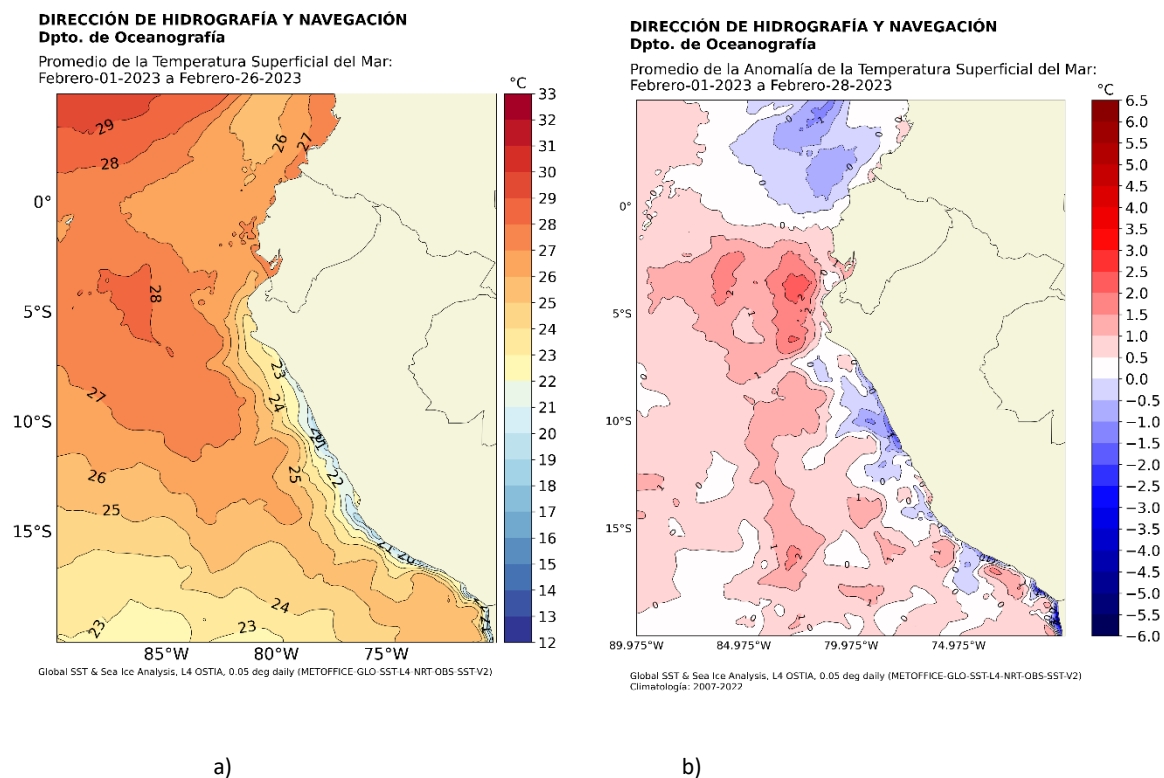 DIRECCIÓN DE HIDROGRAFÍA Y NAVEGACIÓN
Dpto. de Oceanografía
Promedio de la Temperatura Superficial del Mar:
Febrero-01-2023 a Febrero-26-2023
°C
33
32
31
30
29
28
27
26
25
24
23
22
21
20
19
18
17
16
15
14
13
12
29
28
26
27
28
27
26
25
23
24
25
22
21
21
20
24
23
23
21
0°
5°S
10°S
15°S
85°W
80°W
75°W
Global SST & Sea Ice Analysis, L4 OSTIA, 0.05 deg daily (METOFFICE-GLO-SST-L4-NRT-OBS-SST-V2)
a)
DIRECCIÓN DE HIDROGRAFÍA Y NAVEGACIÓN
Dpto. de Oceanografía
Promedio de la Anomalía de la Temperatura Superficial del Mar:
Febrero-01-2023 a Febrero-28-2023
°C
6.5
6.0
5.5
5.0
4.5
4.0
3.5
3.0
2.5
2.0
1.5
1.0
0.5
0.0
−0.5
−1.0
−1.5
−2.0
−2.5
−3.0
−3.5
−4.0
−4.5
−5.0
−5.5
−6.0
0°
5°S
10°S
15°S
89.975°W
84.975°W
79.975°W
74.975°W
Global SST & Sea Ice Analysis, L4 OSTIA, 0.05 deg daily (METOFFICE-GLO-SST-L4-NRT-OBS-SST-V2)
Climatología: 2007-2022
b)